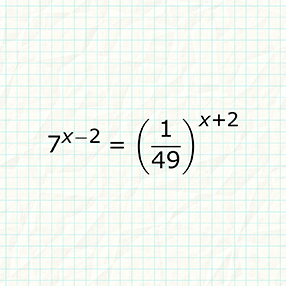 7^{x−2} = (1/49)^{x+2}